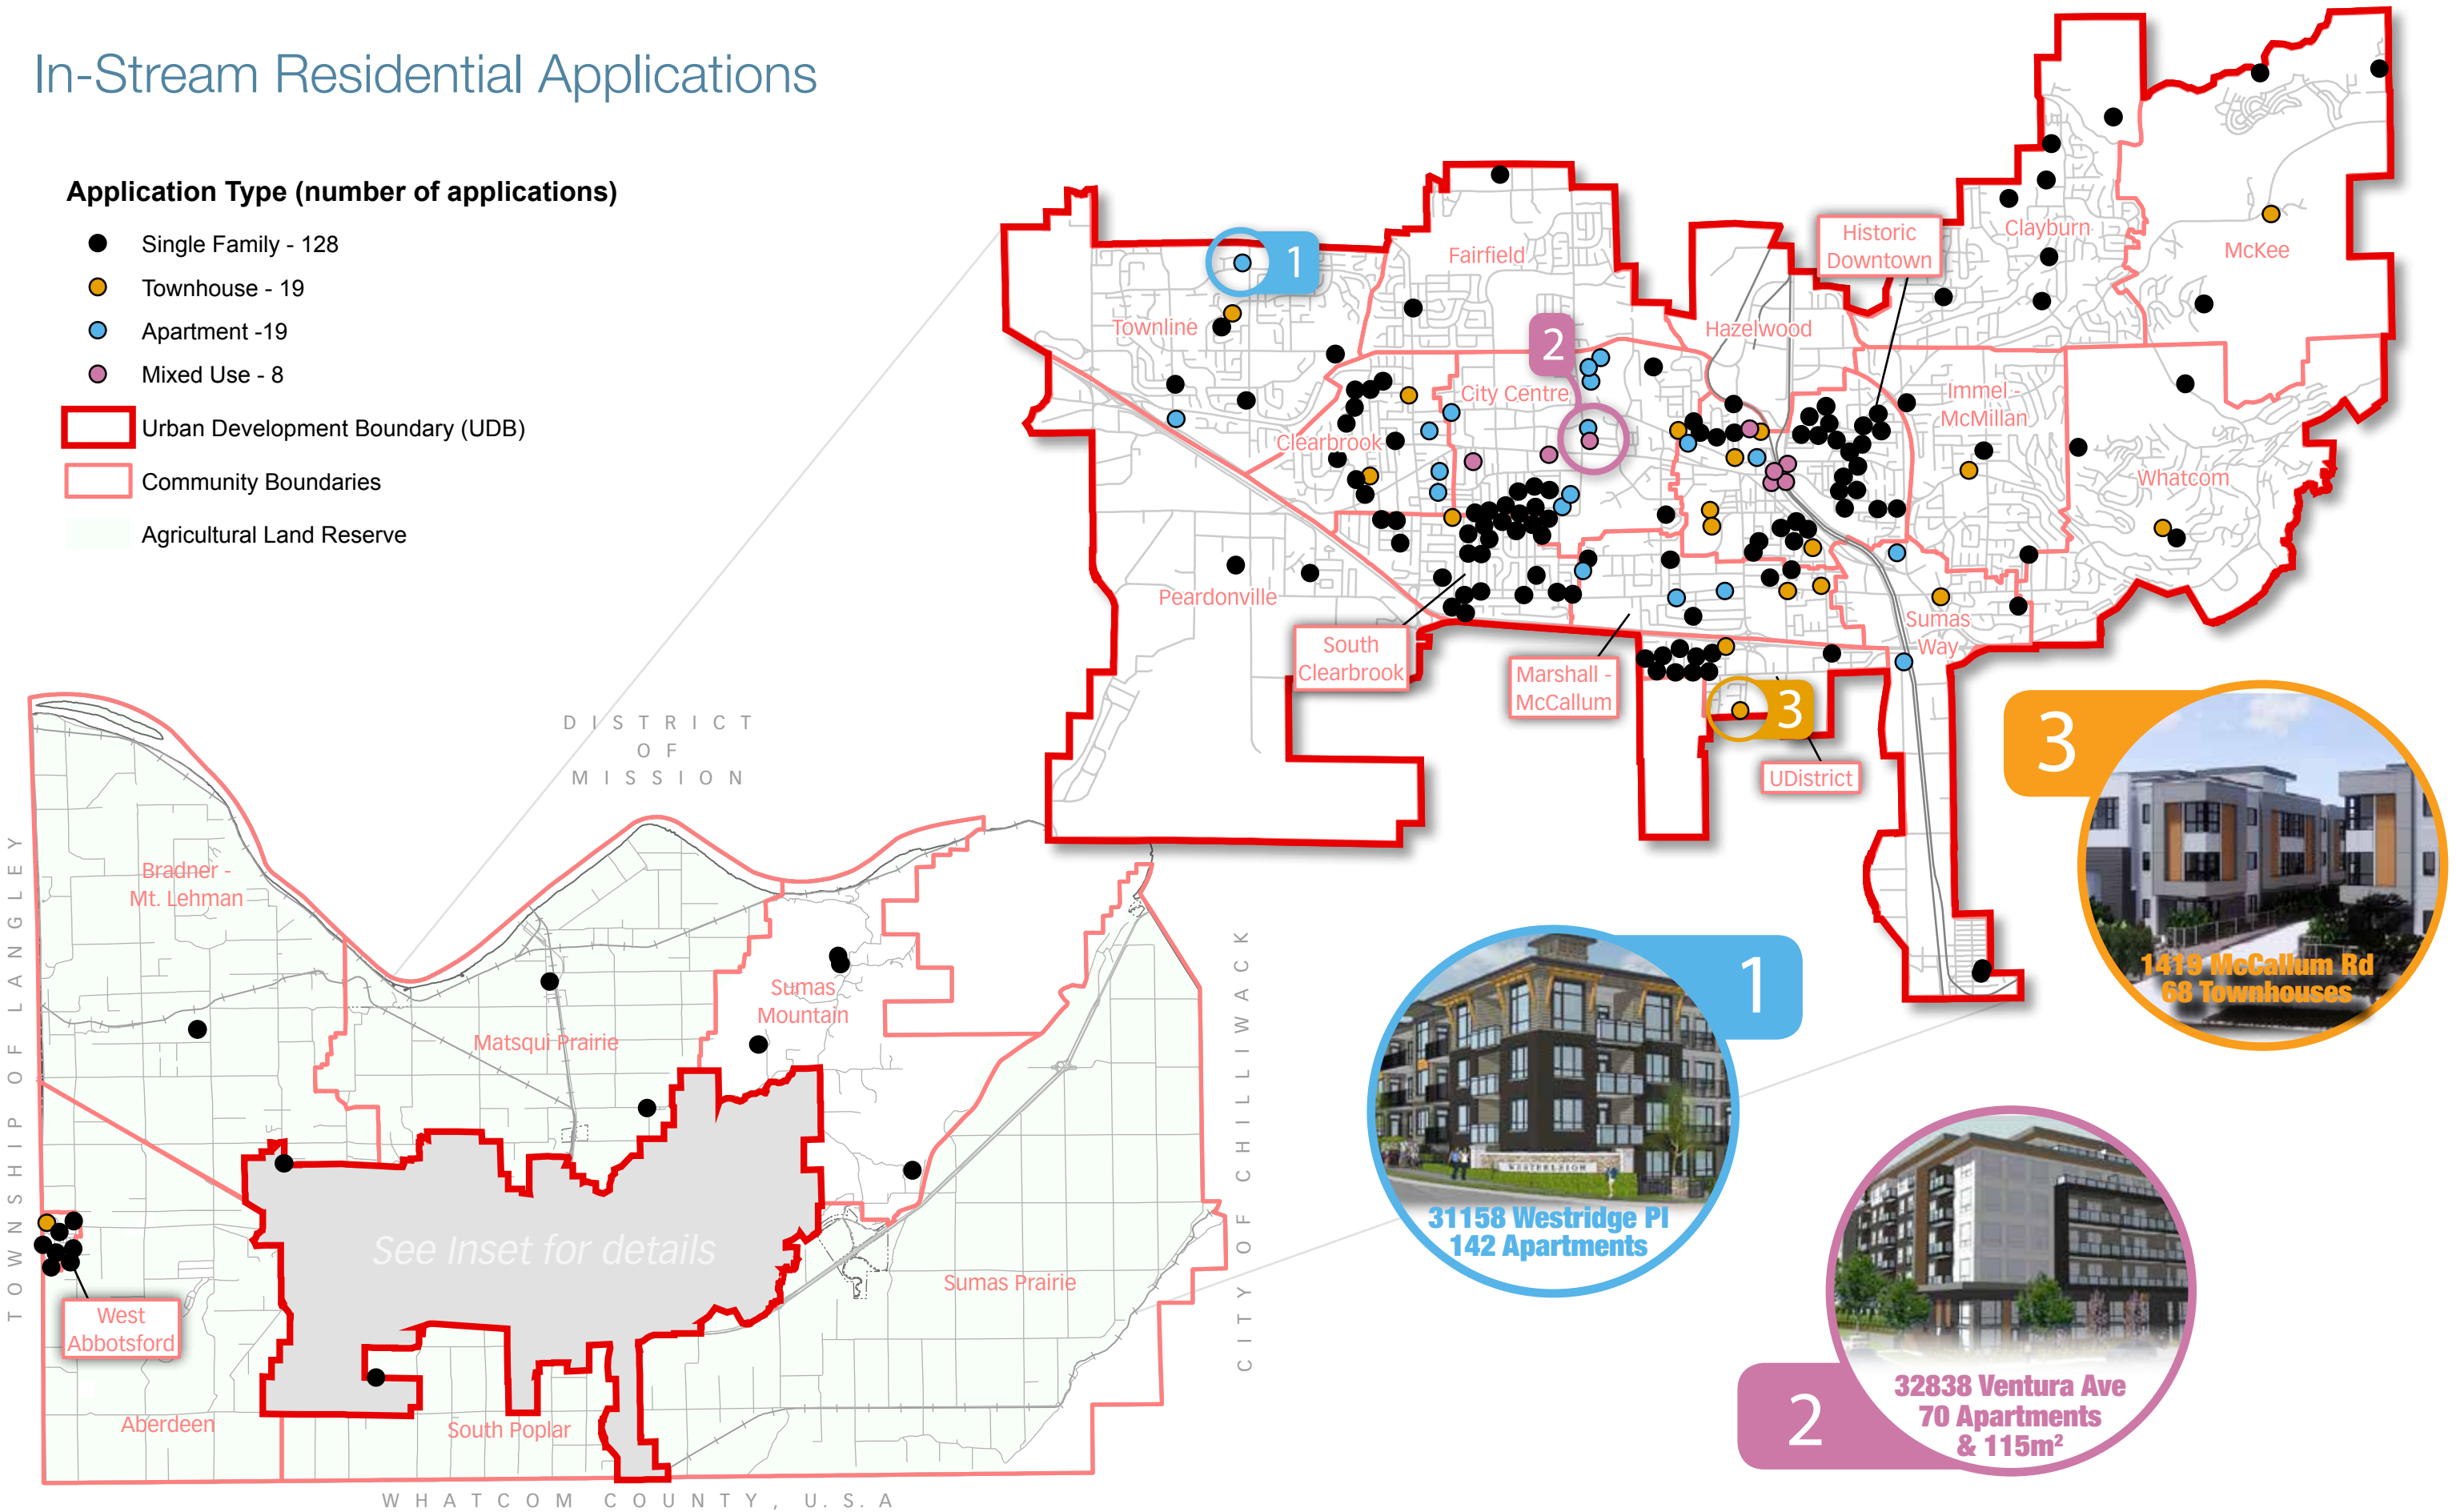 In-Stream Residential Applications
Application Type (number of applications)
Single Family - 128
Townhouse - 19
Apartment -19
Mixed Use - 8
Urban Development Boundary (UDB)
Community Boundaries
Agricultural Land Reserve
1
Townline
Fairfield
2
City Centre
Clearbrook
Hazelwood
Historic
Downtown
Clayburn
McKee
Immel -
McMillan
Whatcom
Peardonville
South
Clearbrook
Marshall -
McCallum
3
UDistrict
Sumas
Way
DISTRICT
OF
MISSION
TOWNSHIP OF LANGLEY
Bradner -
Mt. Lehman
Matsqui Prairie
Sumas
Mountain
CITY OF CHILLIWACK
See Inset for details
Sumas Prairie
West
Abbotsford
Aberdeen
South Poplar
WHATCOM COUNTY, U.S.A
3
1419 McCallum Rd
68 Townhouses
1
WESTERLEIGH
31158 Westridge Pl
142 Apartments
2
32838 Ventura Ave
70 Apartments
& 115m²